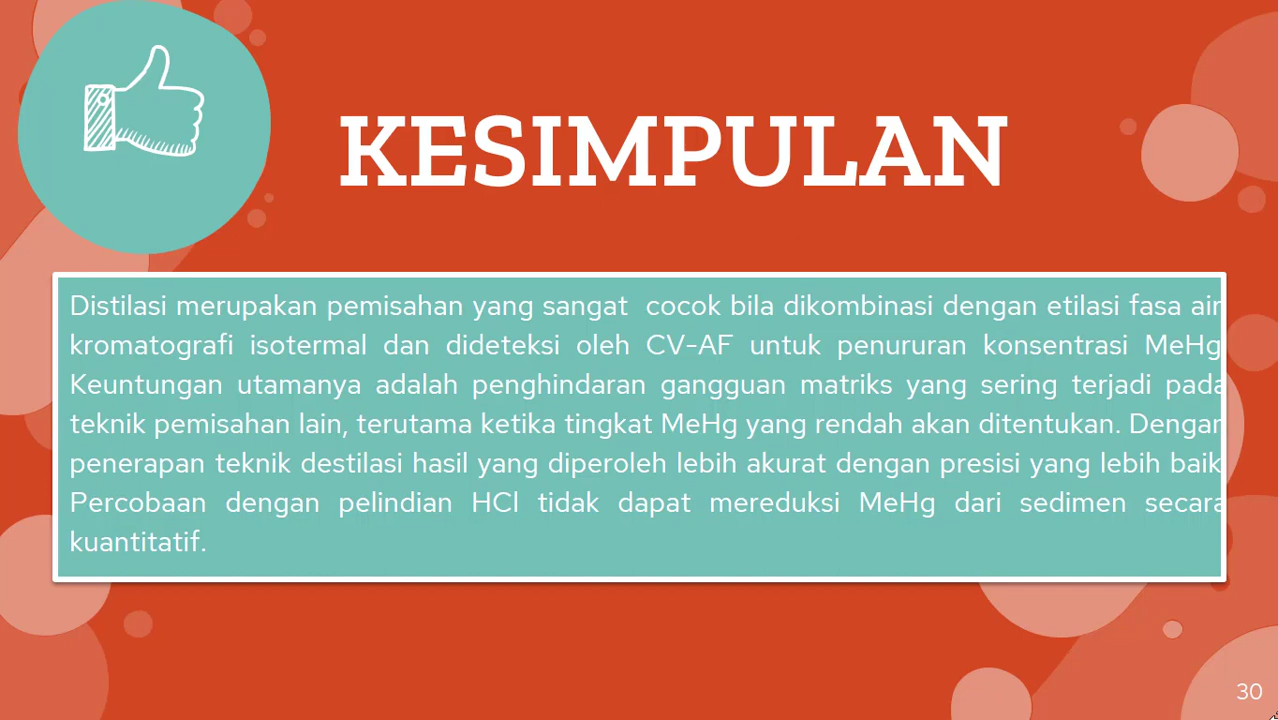 KESIMPULAN
Distilasi merupakan pemisahan yang sangat cocok bila dikombinasi dengan etilasi fasa air
kromatografi isotermal dan dideteksi oleh CV-AF untuk penururan konsentrasi MeHg
Keuntungan utamanya adalah penghindaran gangguan matriks yang sering terjadi pada
teknik pemisahan lain, terutama ketika tingkat MeHg yang rendah akan ditentukan. Dengan
penerapan teknik destilasi hasil yang diperoleh lebih akurat dengan presisi yang lebih baik
Percobaan dengan pelindian HCl tidak dapat mereduksi MeHg dari sedimen secara
kuantitatif.
30